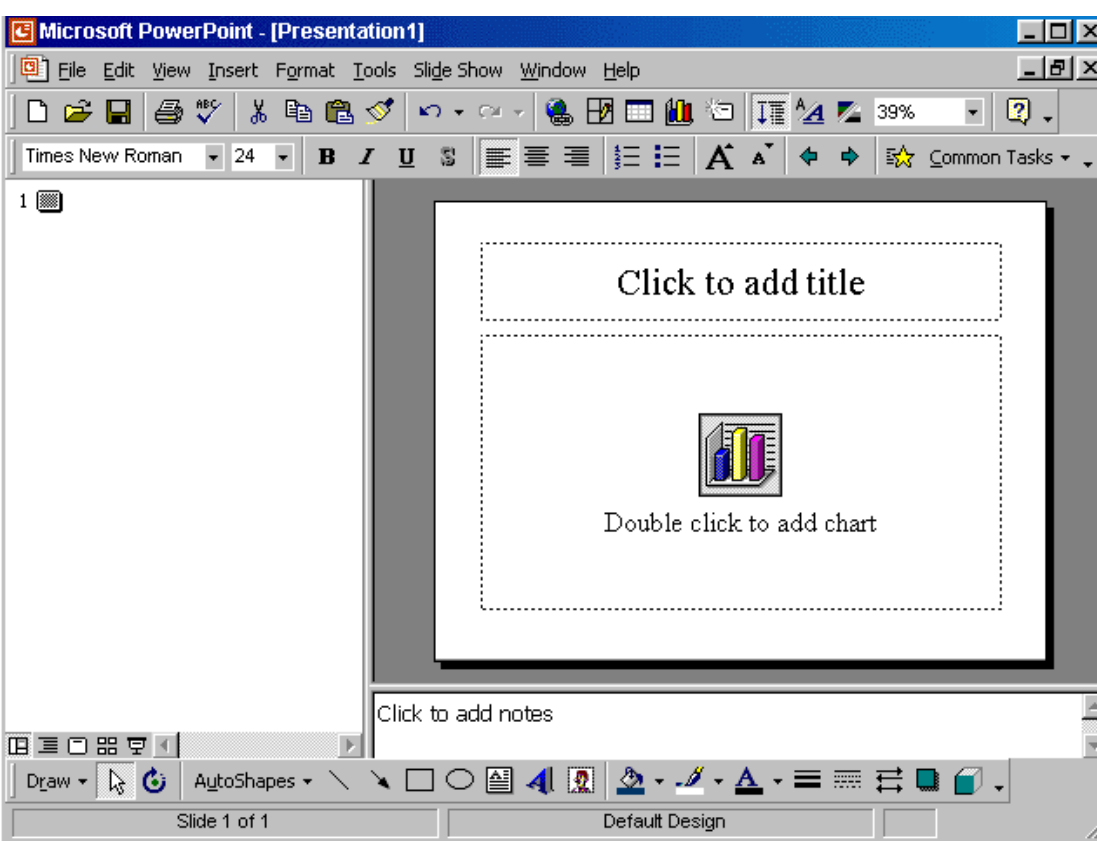 Microsoft PowerPoint - [Presentation1]
File Edit View Insert Format Tools Slide Show Window Help
ABC A A 39%
Times New Roman 24 B I U S A A Common Tasks
1
Click to add title
Double click to add chart
Click to add notes
Draw AutoShapes A A
Slide 1 of 1 Default Design